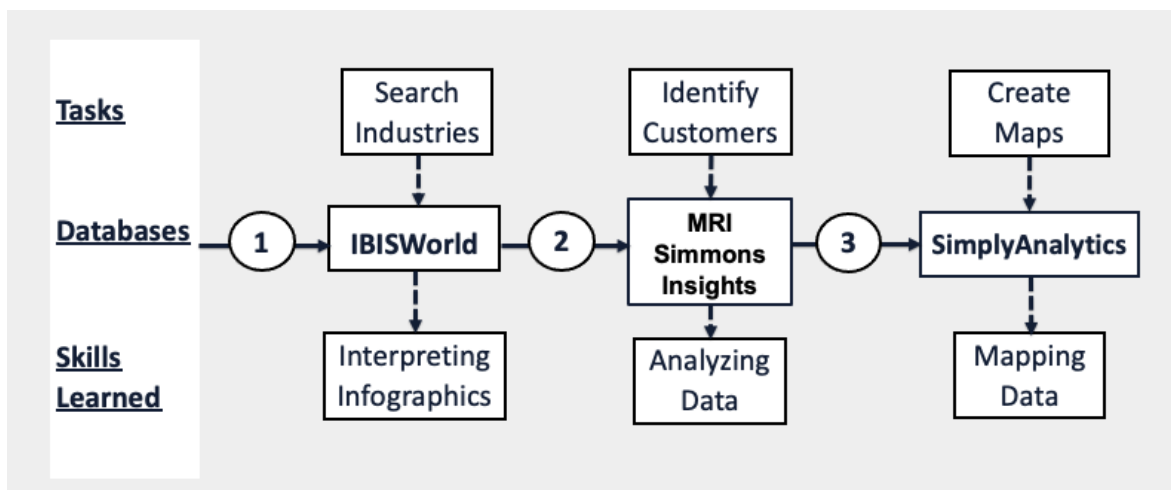 Tasks
Search
Industries
Identify
Customers
Create
Maps
Databases
1
IBISWorld
2
MRI
Simmons
Insights
3
SimplyAnalytics
Skills
Learned
Interpreting
Infographics
Analyzing
Data
Mapping
Data